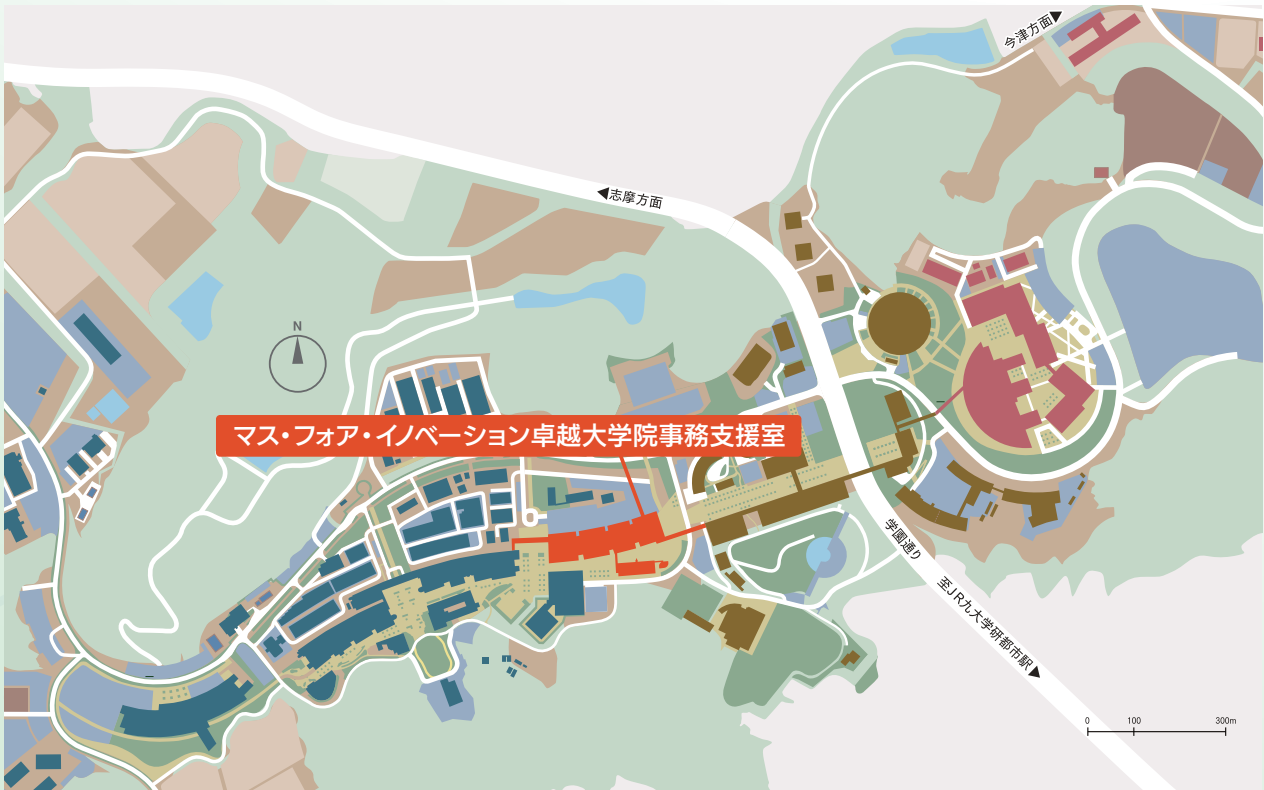 今津方面▶
◀志摩方面
N
マス・フォア・イノベーション卓越大学院事務支援室
学園通り
至JR九大学研都市駅▶
0 100 300m